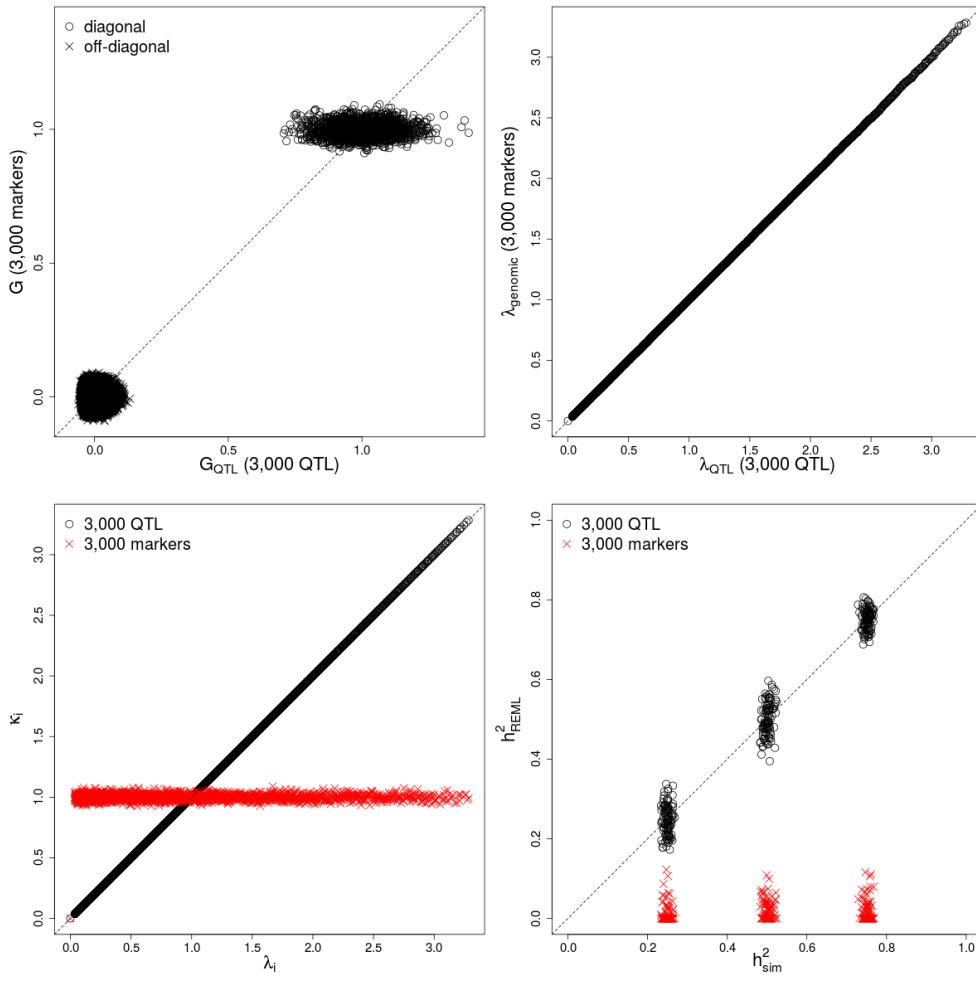 ○ diagonal
× off-diagonal
G (3,000 markers)
1.0
0.5
0.0
0.0 0.5 1.0
G_QTL (3,000 QTL)
λ_genomic (3,000 markers)
3.0
2.5
2.0
1.5
1.0
0.5
0.0
0.0 0.5 1.0 1.5 2.0 2.5 3.0
λ_QTL (3,000 QTL)
○ 3,000 QTL
× 3,000 markers
κ_i
3.0
2.5
2.0
1.5
1.0
0.5
0.0
0.0 0.5 1.0 1.5 2.0 2.5 3.0
λ_i
○ 3,000 QTL
× 3,000 markers
h²_REML
1.0
0.8
0.6
0.4
0.2
0.0
0.0 0.2 0.4 0.6 0.8 1.0
h²_sim